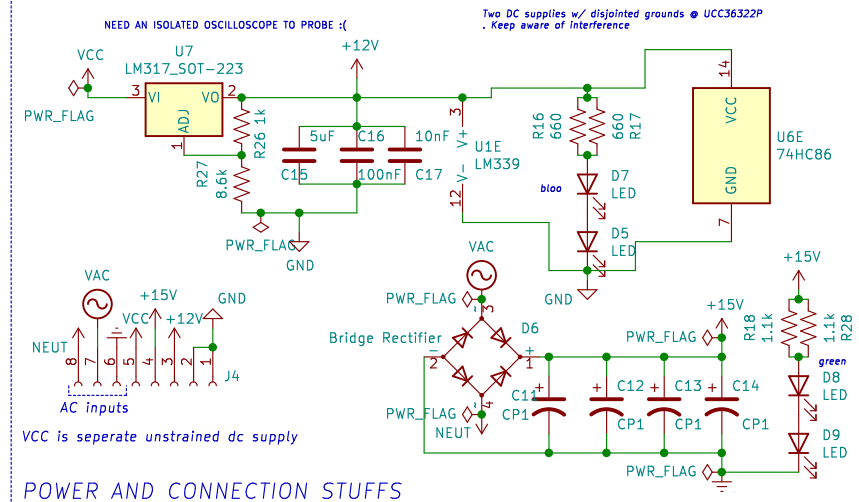 NEED AN ISOLATED OSCILLOSCOPE TO PROBE :(
Two DC supplies w/ disjointed grounds @ UCC36322P
. Keep aware of interference
VCC
U7
LM317_SOT-223
+12V
3
VI
VO
2
ADJ
1
PWR_FLAG
R26
1k
R27
8.6k
5uF
C15
C16
100nF
10nF
C17
PWR_FLAG
GND
3
V+
V-
12
U1E
LM339
R16
660
660
R17
bloo
D7
LED
D5
LED
GND
14
VCC
GND
7
U6E
74HC86
VAC
+15V
GND
VCC
+12V
NEUT
8
7
6
5
4
3
2
1
J4
AC inputs
VCC is seperate unstrained dc supply
POWER AND CONNECTION STUFFS
VAC
PWR_FLAG
~
3
Bridge Rectifier
D6
-
2
+
1
~
4
PWR_FLAG
NEUT
+15V
PWR_FLAG
+
C11
CP1
+
C12
CP1
+
C13
CP1
+
C14
CP1
PWR_FLAG
+15V
R18
1.1k
1.1k
R28
green
D8
LED
D9
LED